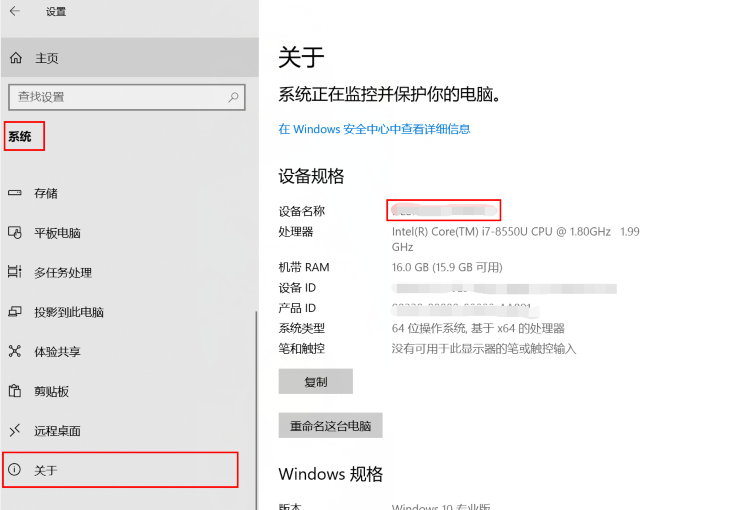 设置
主页
查找设置
系统
存储
平板电脑
多任务处理
投影到此电脑
体验共享
剪贴板
远程桌面
关于
关于
系统正在监控并保护你的电脑。
在 Windows 安全中心中查看详细信息
设备规格
设备名称
处理器 Intel(R) Core(TM) i7-8550U CPU @ 1.80GHz 1.99
GHz
机带 RAM 16.0 GB (15.9 GB 可用)
设备 ID
产品 ID
系统类型 64 位操作系统, 基于 x64 的处理器
笔和触控 没有可用于此显示器的笔或触控输入
复制
重命名这台电脑
Windows 规格
版本 Windows 10 专业版